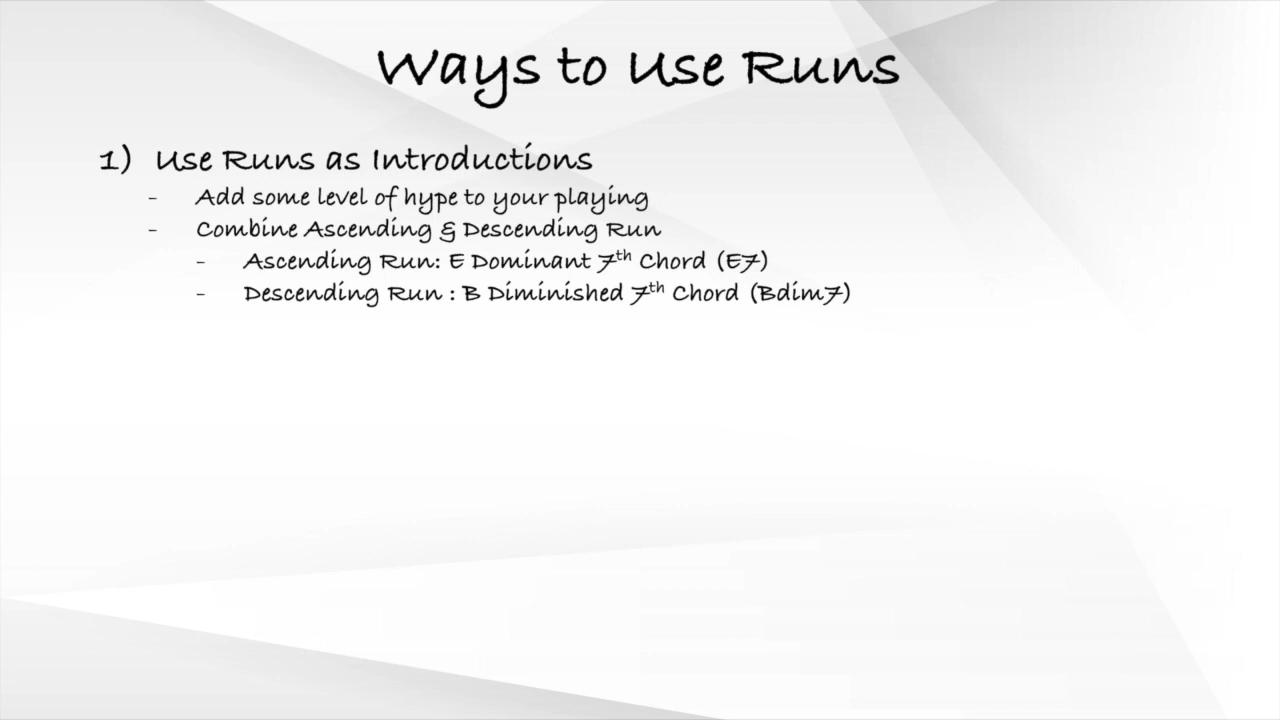 Ways to Use Runs
1) Use Runs as Introductions
- Add some level of hype to your playing
- Combine Ascending & Descending Run
- Ascending Run: E Dominant 7th Chord (E7)
- Descending Run : B Diminished 7th Chord (Bdim7)